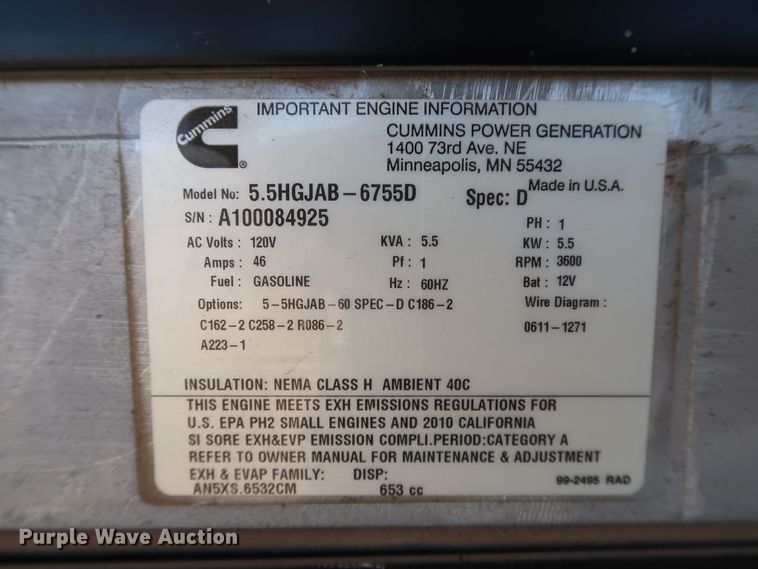 IMPORTANT ENGINE INFORMATION
Cummins
CUMMINS POWER GENERATION
1400 73rd Ave. NE
Minneapolis, MN 55432
Made in U.S.A.
Model No: 5.5HGJAB-6755D Spec: D
S/N : A100084925 PH : 1
AC Volts : 120V KVA : 5.5 KW : 5.5
Amps : 46 Pf : 1 RPM : 3600
Fuel : GASOLINE Hz : 60HZ Bat : 12V
Options: 5-5HGJAB-60 SPEC-D C186-2 Wire Diagram :
C162-2 C258-2 R086-2 0611-1271
A223-1
INSULATION: NEMA CLASS H AMBIENT 40C
THIS ENGINE MEETS EXH EMISSIONS REGULATIONS FOR
U.S. EPA PH2 SMALL ENGINES AND 2010 CALIFORNIA
SI SORE EXH&EVP EMISSION COMPLI.PERIOD:CATEGORY A
REFER TO OWNER MANUAL FOR MAINTENANCE & ADJUSTMENT
EXH & EVAP FAMILY: DISP:
AN5XS.6532CM 653 cc
99-2495 RAD
Purple Wave Auction